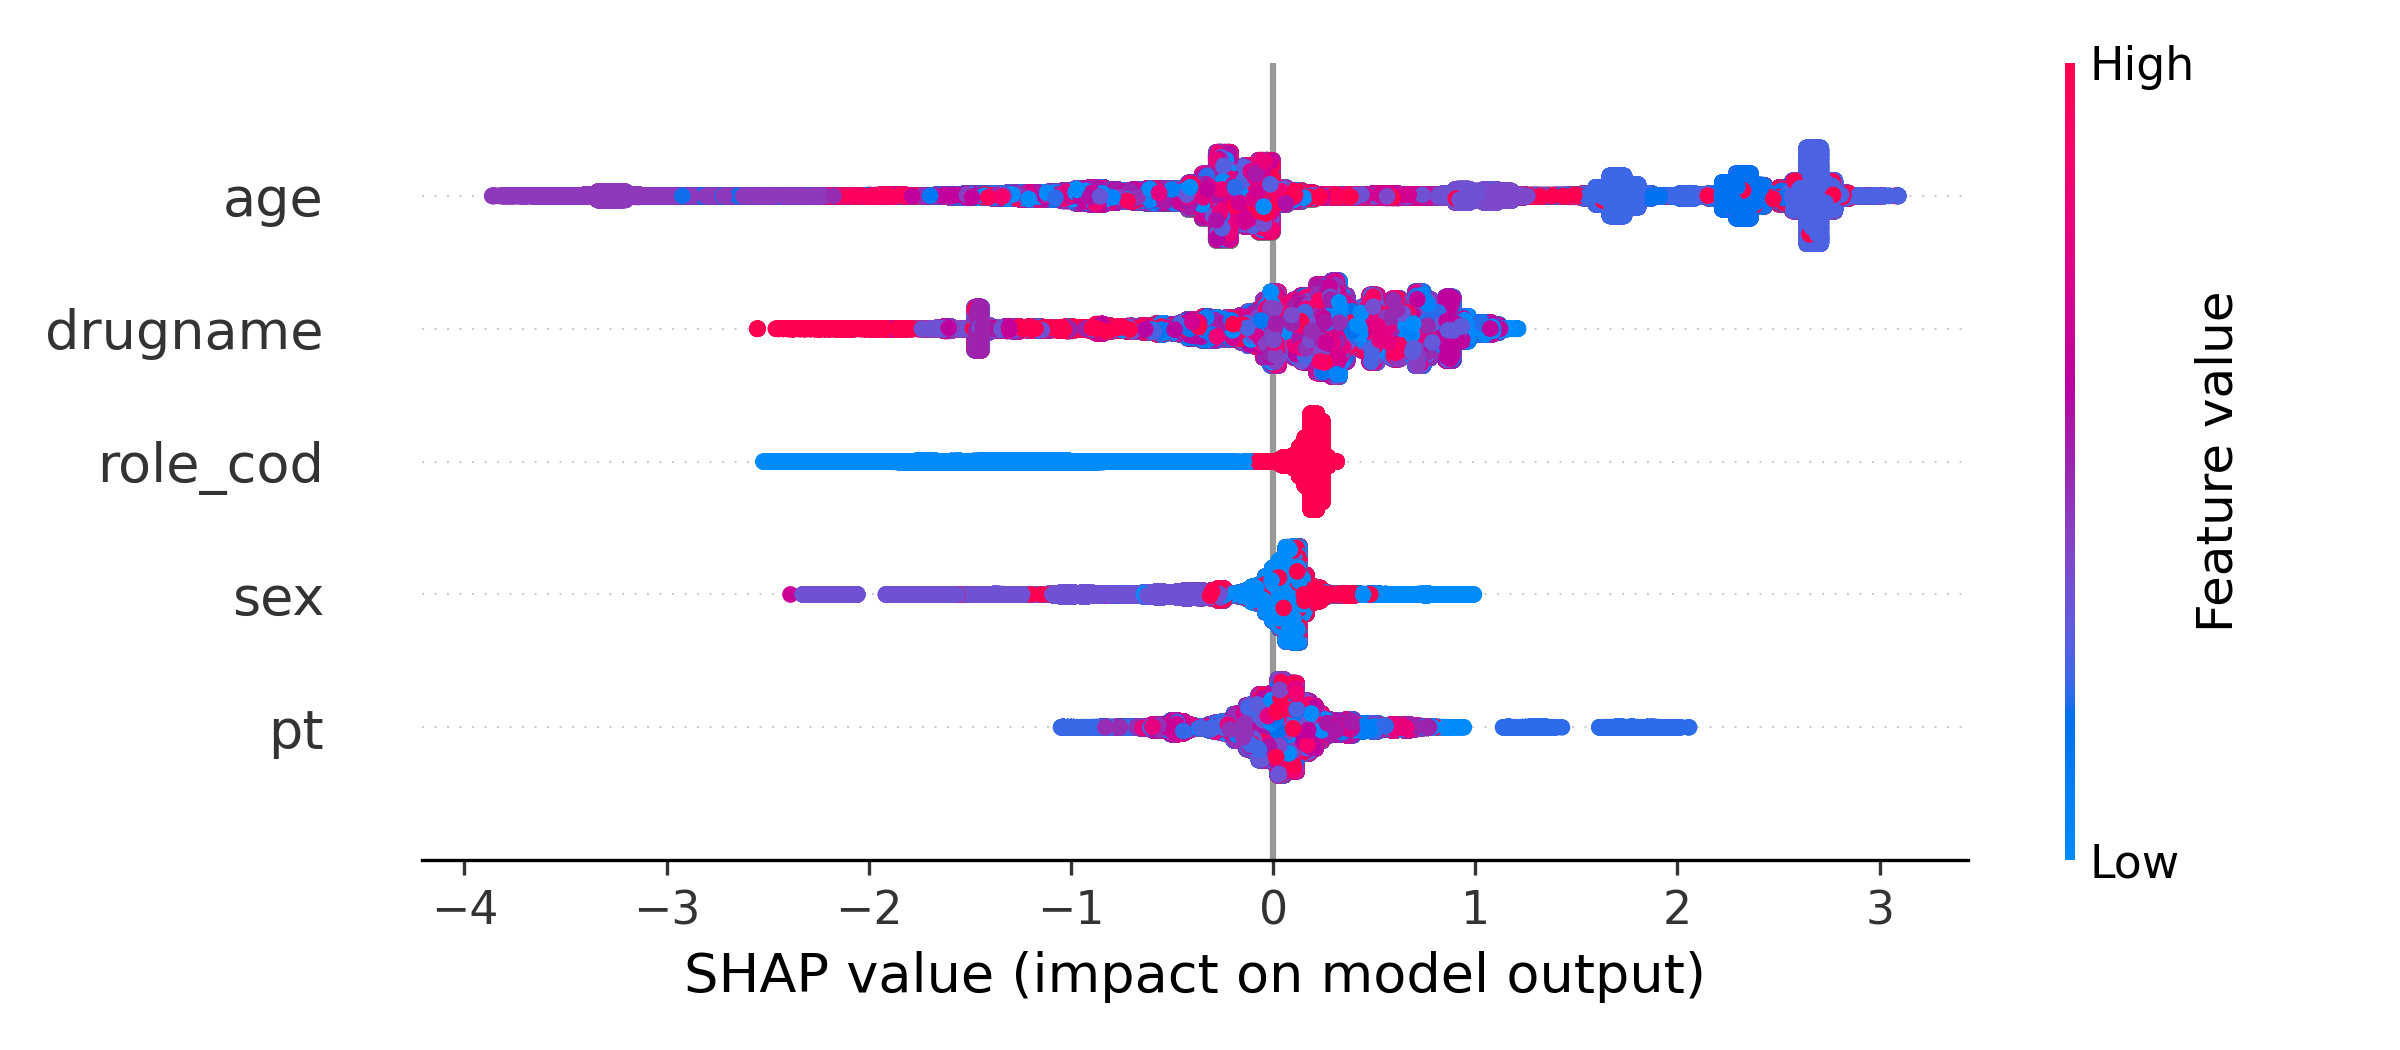 High
age
drugname
role_cod
sex
pt
Feature value
Low
−4 −3 −2 −1 0 1 2 3
SHAP value (impact on model output)